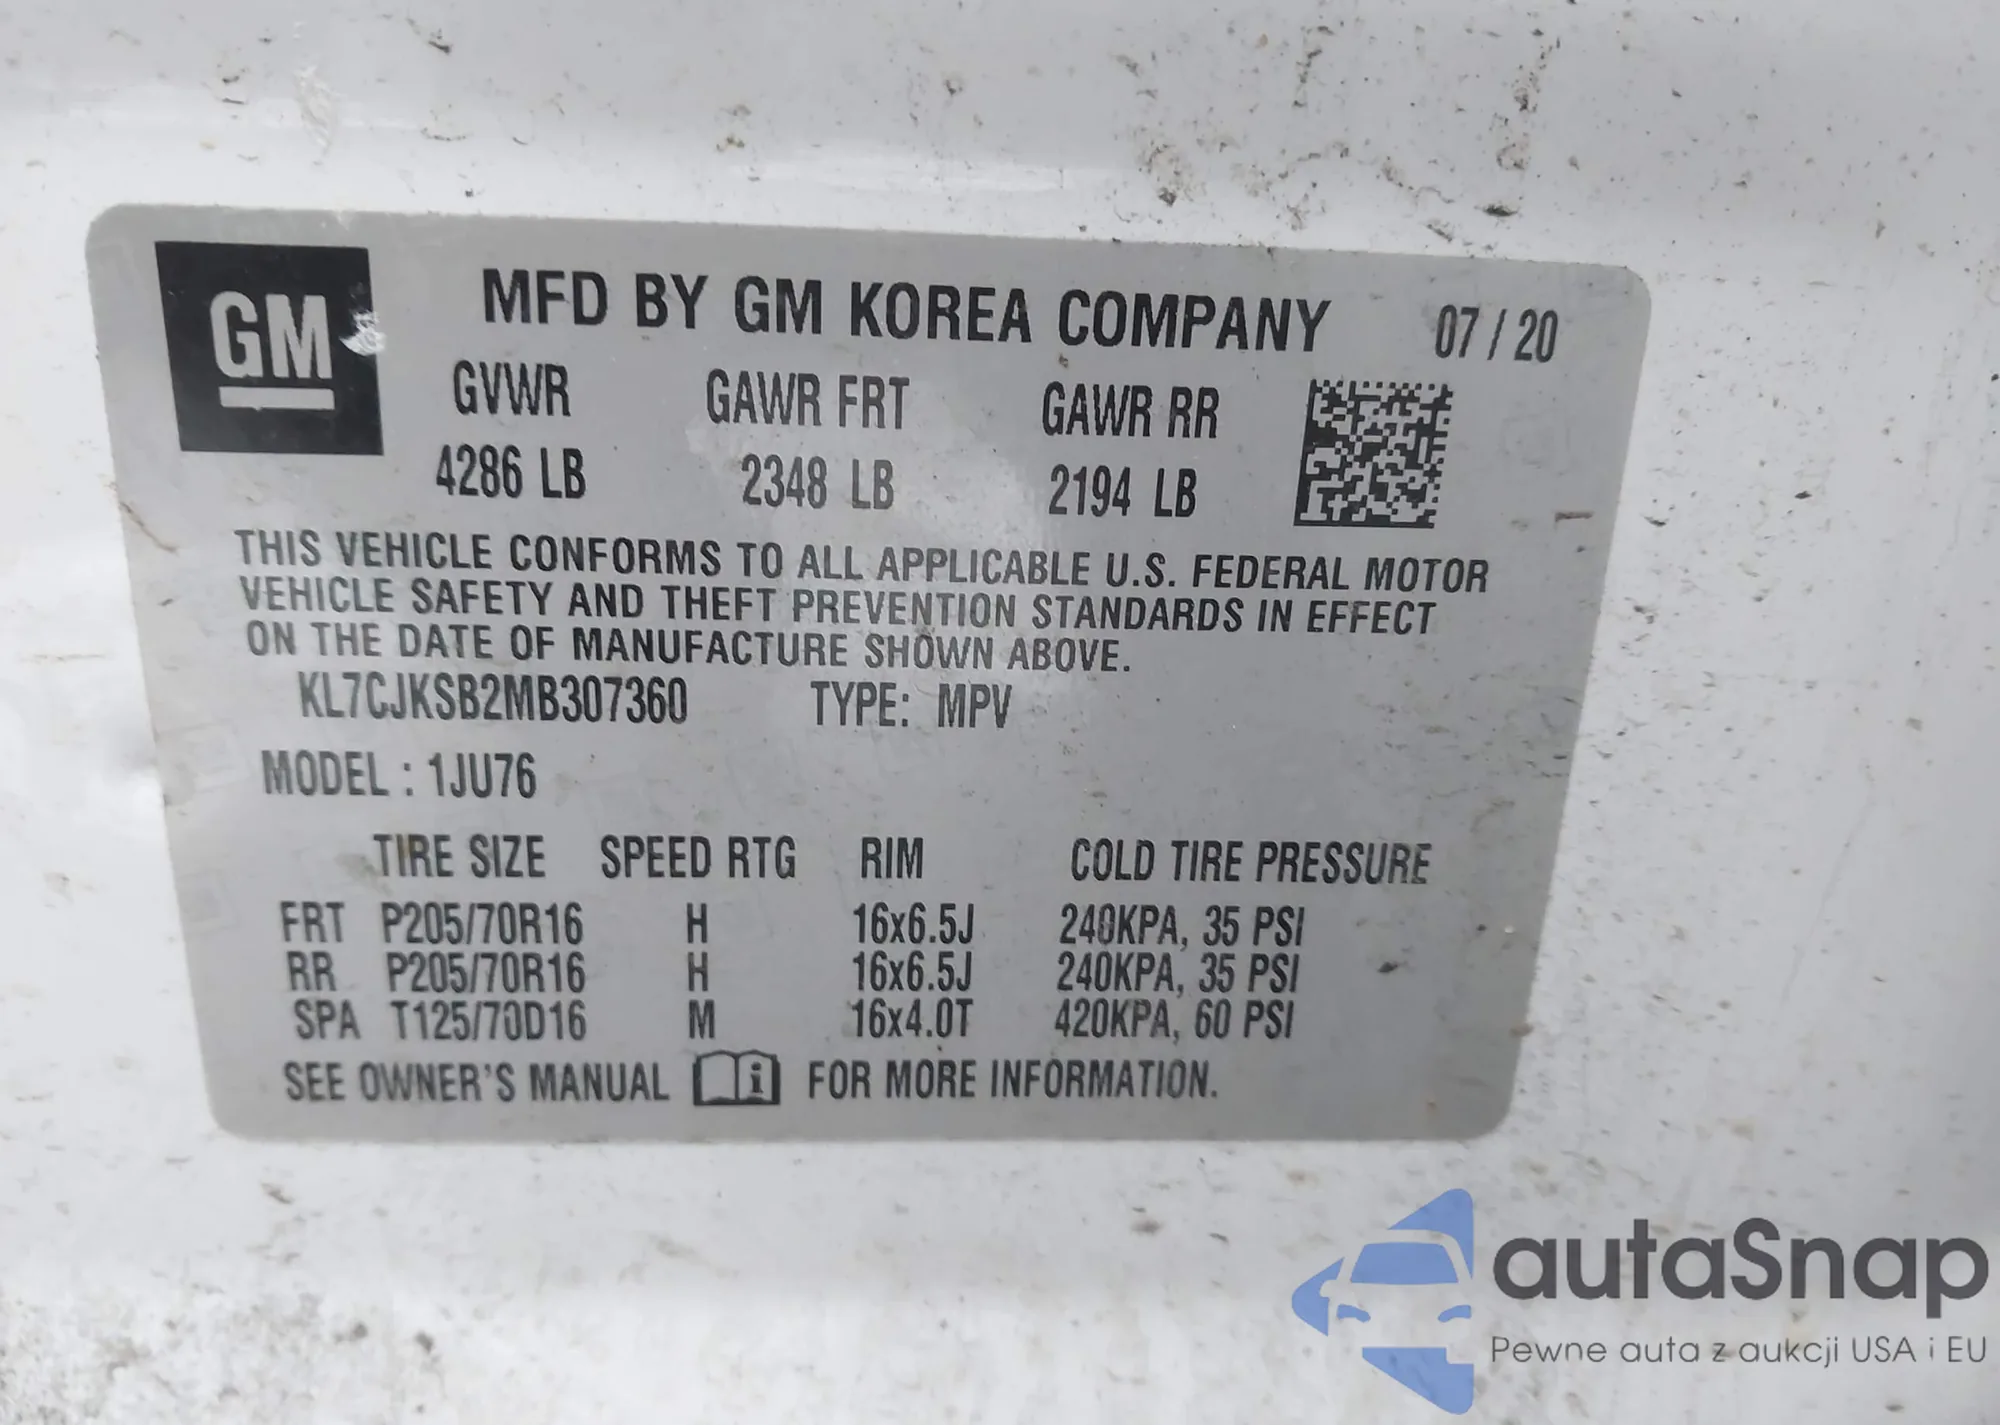 GM
MFD BY GM KOREA COMPANY 07 / 20
GVWR GAWR FRT GAWR RR
4286 LB 2348 LB 2194 LB
THIS VEHICLE CONFORMS TO ALL APPLICABLE U.S. FEDERAL MOTOR
VEHICLE SAFETY AND THEFT PREVENTION STANDARDS IN EFFECT
ON THE DATE OF MANUFACTURE SHOWN ABOVE.
KL7CJKSB2MB307360 TYPE: MPV
MODEL : 1JU76
TIRE SIZE SPEED RTG RIM COLD TIRE PRESSURE
FRT P205/70R16 H 16x6.5J 240KPA, 35 PSI
RR P205/70R16 H 16x6.5J 240KPA, 35 PSI
SPA T125/70D16 M 16x4.0T 420KPA, 60 PSI
SEE OWNER'S MANUAL i FOR MORE INFORMATION.
autaSnap
Pewne auta z aukcji USA i EU